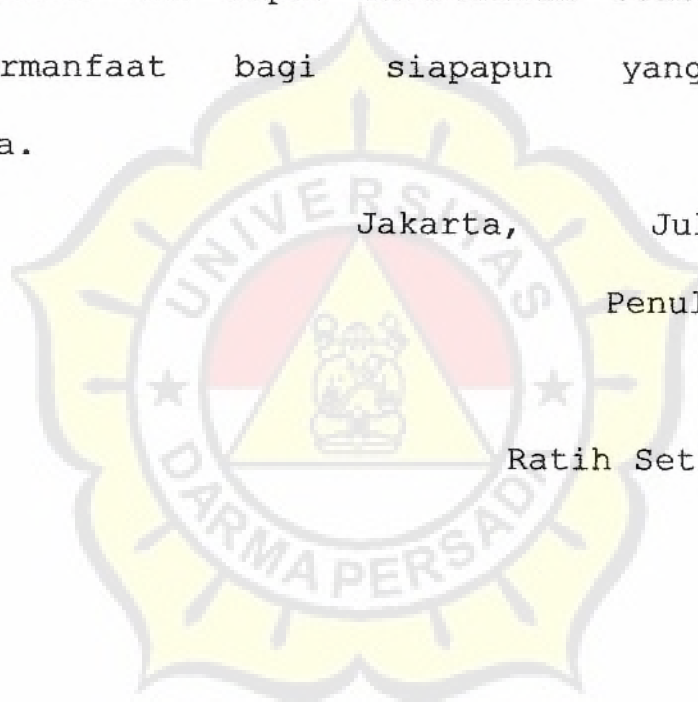 rmanfaat bagi siapapun yang
a.
Jakarta, Jul
Penul
Ratih Set
UNIVERSITAS
DARMA PERSADA